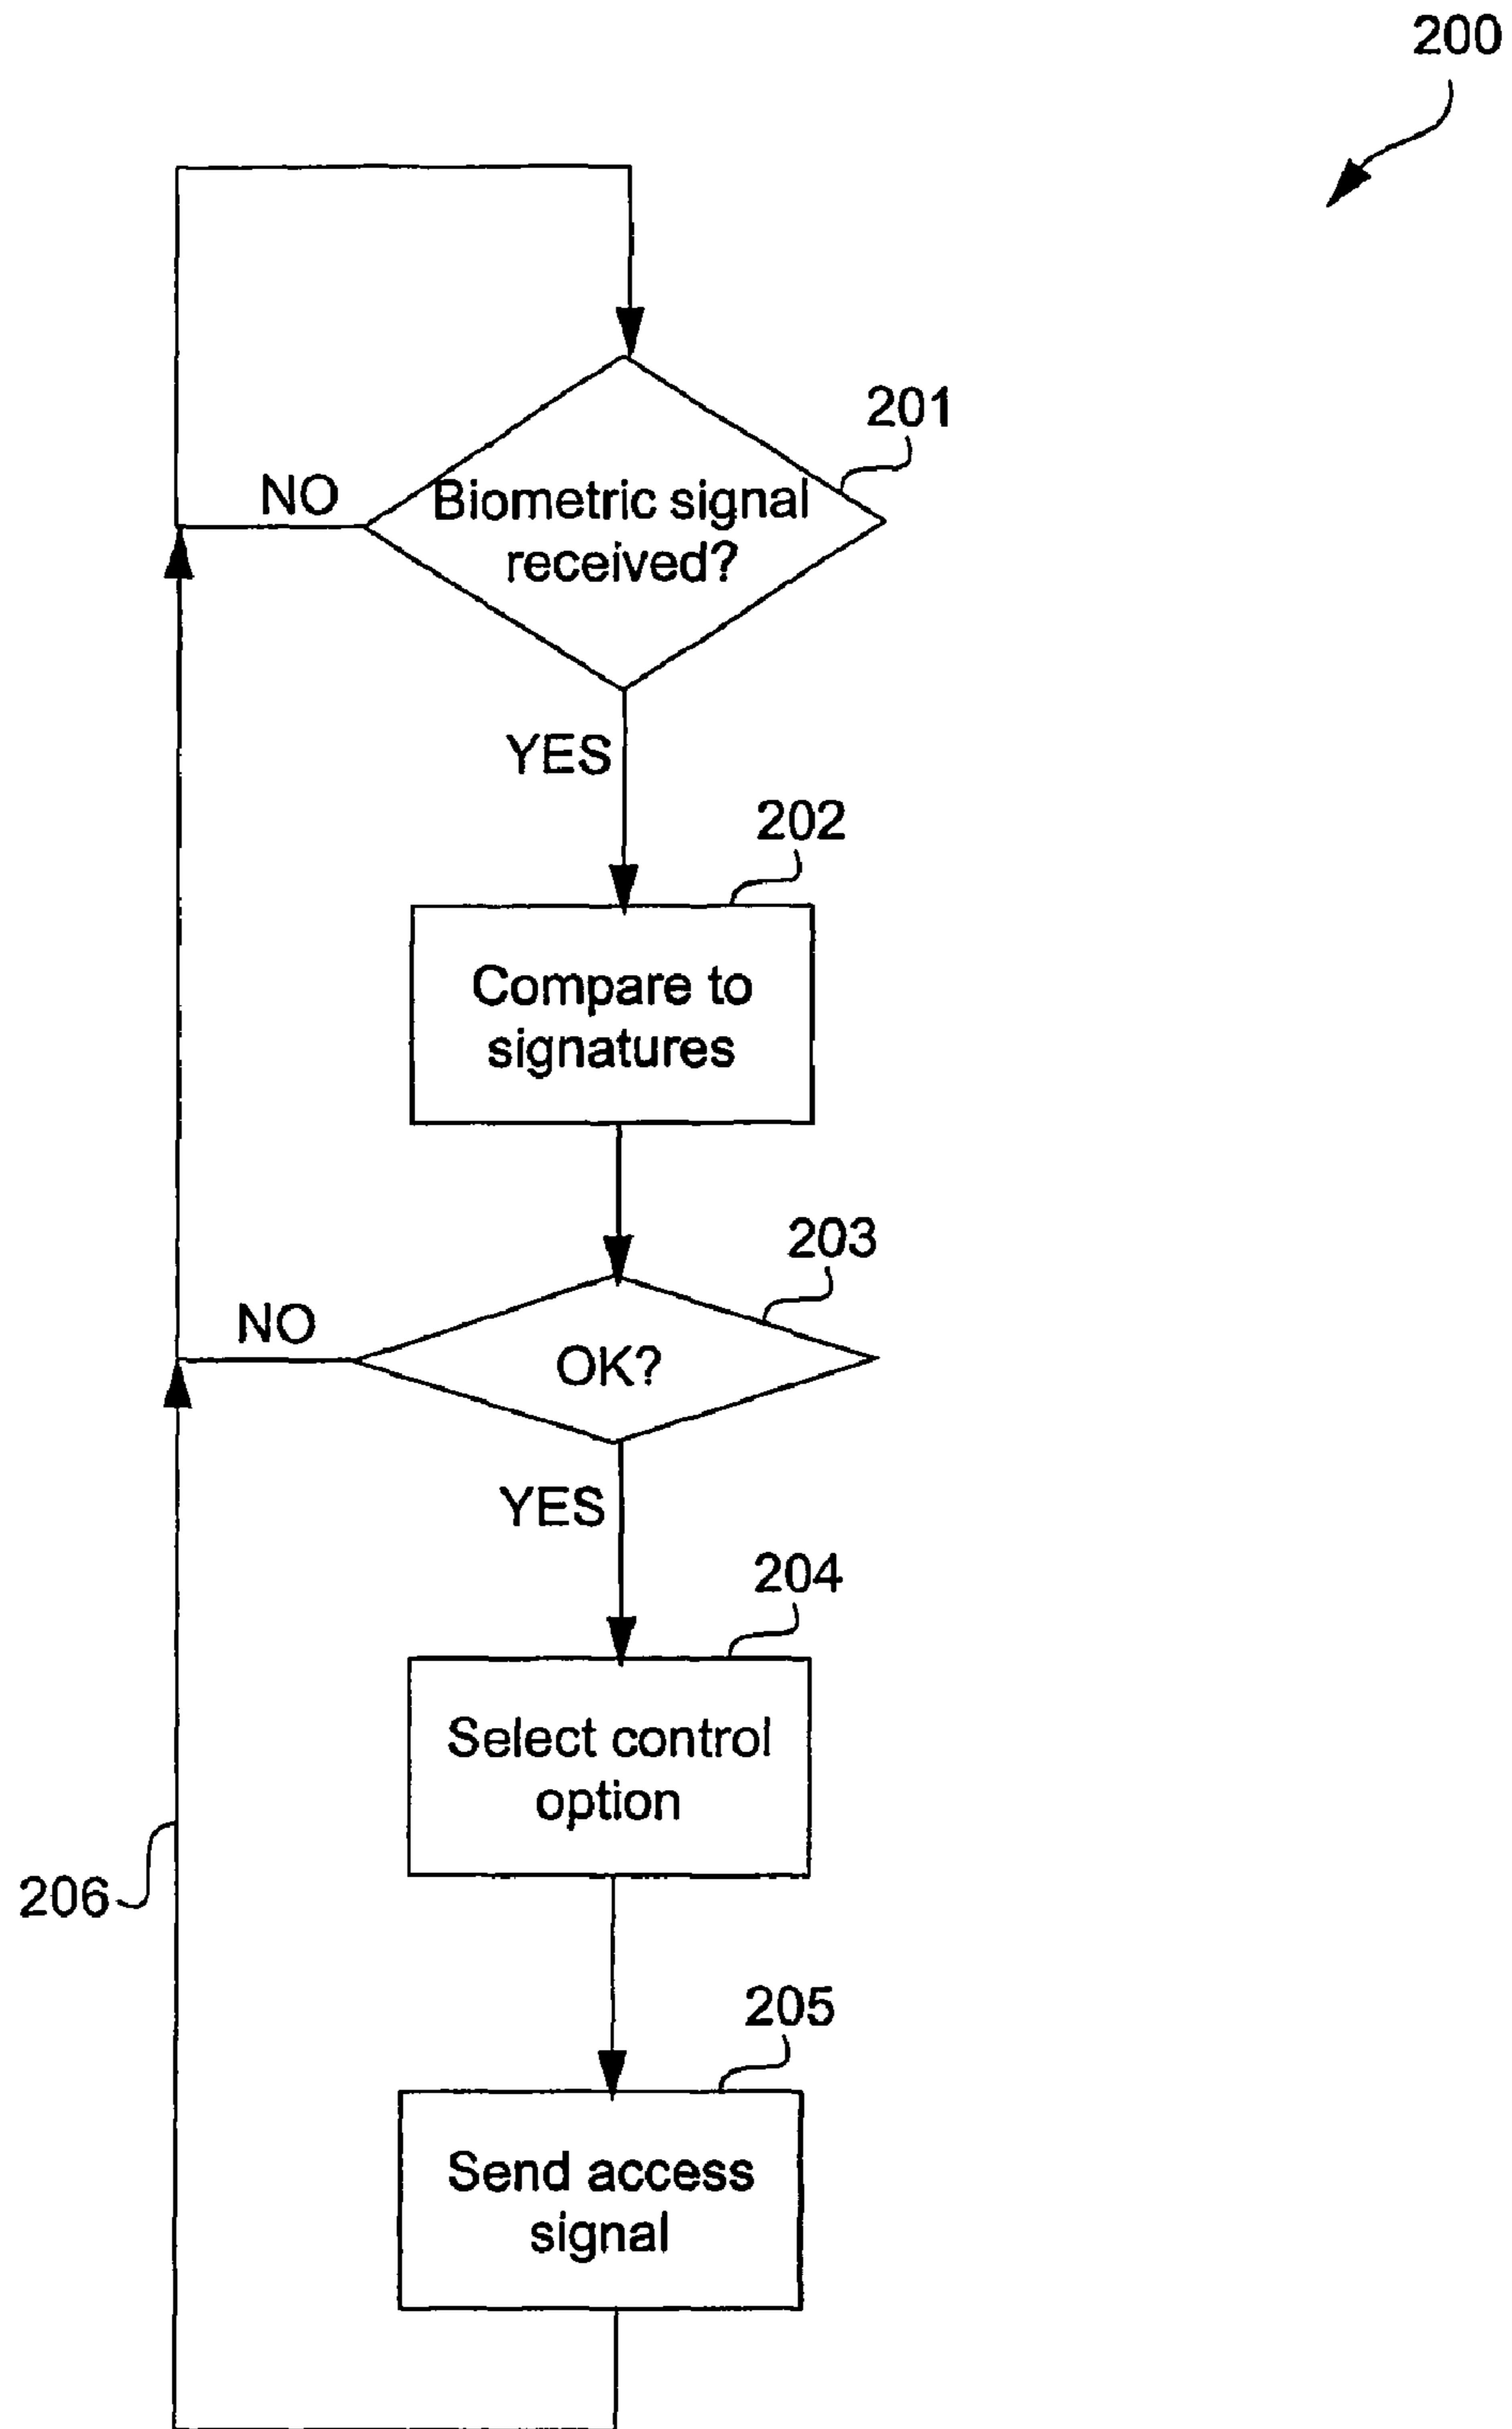 200
201
NO
Biometric signal
received?
YES
202
Compare to
signatures
203
NO
OK?
YES
204
Select control
option
206
205
Send access
signal